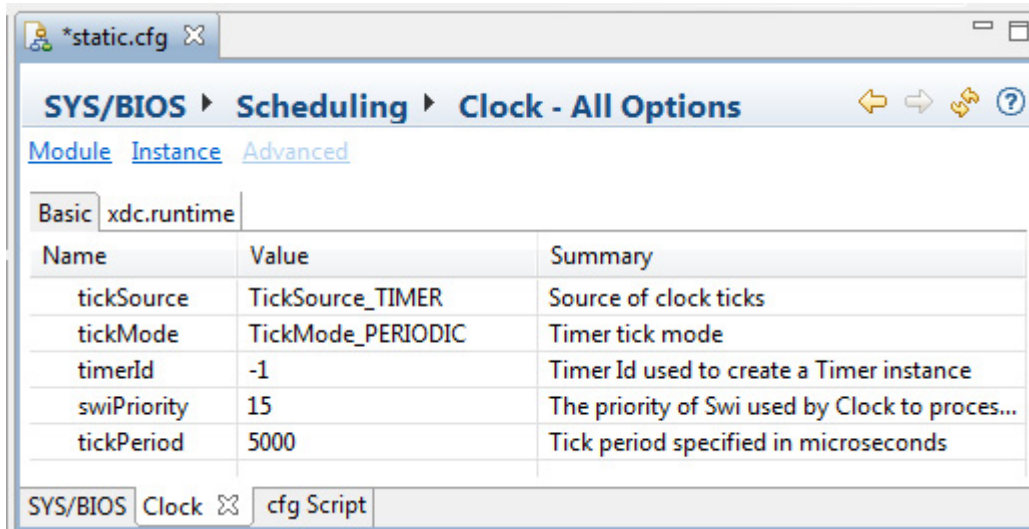 *static.cfg
SYS/BIOS Scheduling Clock - All Options
Module Instance Advanced
Basic xdc.runtime
Name Value Summary
tickSource TickSource_TIMER Source of clock ticks
tickMode TickMode_PERIODIC Timer tick mode
timerId -1 Timer Id used to create a Timer instance
swiPriority 15 The priority of Swi used by Clock to proces...
tickPeriod 5000 Tick period specified in microseconds
SYS/BIOS Clock cfg Script